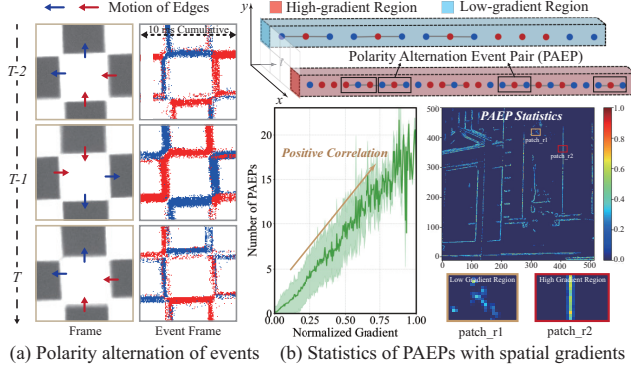 Motion of Edges
10 ms Cumulative
T-2
T-1
T
Frame
Event Frame
(a) Polarity alternation of events
y
High-gradient Region
Low-gradient Region
Polarity Alternation Event Pair (PAEP)
t
x
Positive Correlation
Number of PAEPs
20
15
10
5
0
0.00 0.25 0.50 0.75 1.00
Normalized Gradient
PAEP Statistics
patch_r1
patch_r2
500
400
300
200
100
0
0 100 200 300 400 500
1.0
0.8
0.6
0.4
0.2
0.0
Low Gradient Region
High Gradient Region
patch_r1
patch_r2
(b) Statistics of PAEPs with spatial gradients